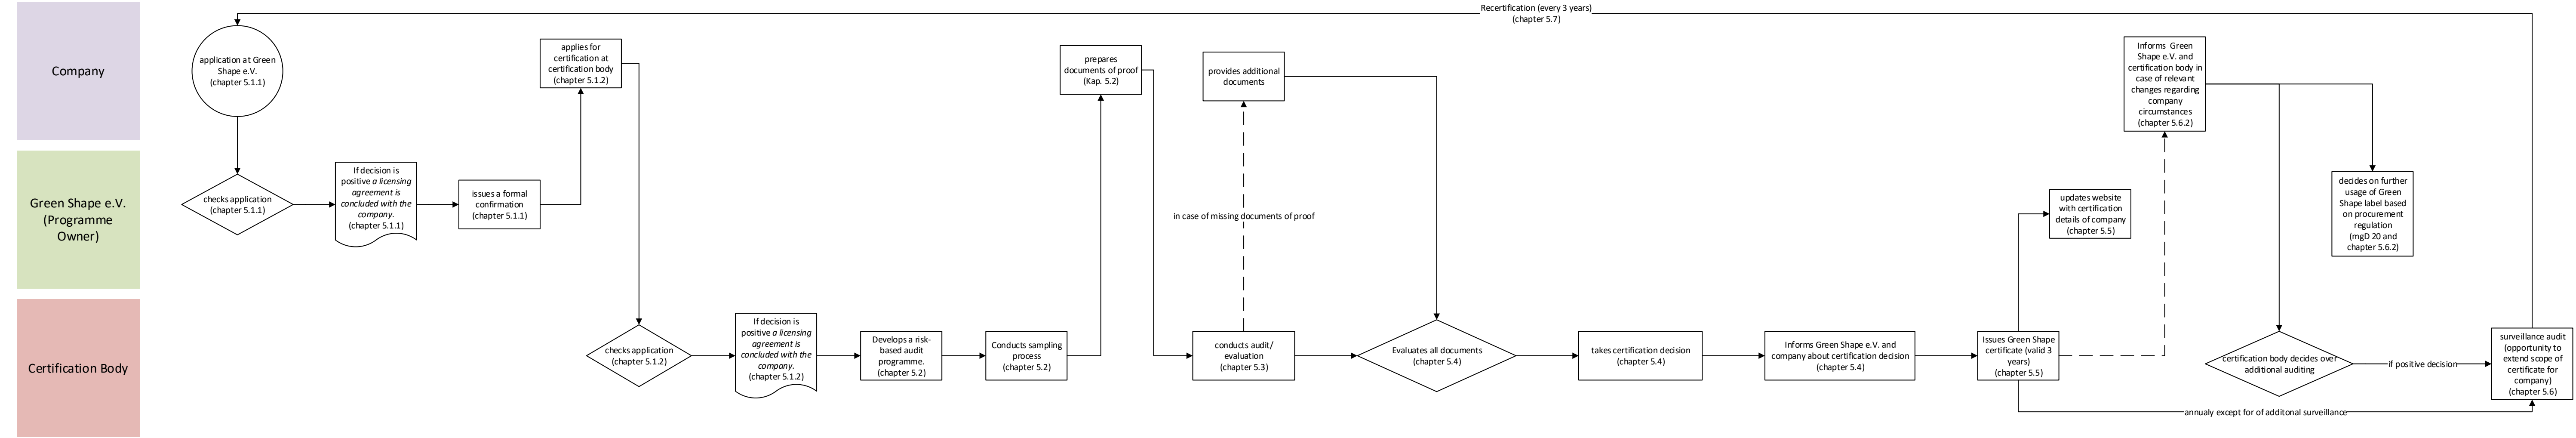 Recertification (every 3 years)
(chapter 5.7)
Company
application at Green
Shape e.V.
(chapter 5.1.1)
applies for
certification at
certification body
(chapter 5.1.2)
prepares
documents of proof
(Kap. 5.2)
provides additional
documents
Informs Green
Shape e.V. and
certification body in
case of relevant
changes regarding
company
circumstances
(chapter 5.6.2)
Green Shape e.V.
(Programme
Owner)
checks application
(chapter 5.1.1)
If decision is
positive a licensing
agreement is
concluded with the
company.
(chapter 5.1.1)
issues a formal
confirmation
(chapter 5.1.1)
in case of missing documents of proof
updates website
with certification
details of company
(chapter 5.5)
decides on further
usage of Green
Shape label based
on procurement
regulation
(mgD 20 and
chapter 5.6.2)
Certification Body
checks application
(chapter 5.1.2)
If decision is
positive a licensing
agreement is
concluded with the
company.
(chapter 5.1.2)
Develops a risk-
based audit
programme.
(chapter 5.2)
Conducts sampling
process
(chapter 5.2)
conducts audit/
evaluation
(chapter 5.3)
Evaluates all documents
(chapter 5.4)
takes certification decision
(chapter 5.4)
Informs Green Shape e.V. and
company about certification decision
(chapter 5.4)
Issues Green Shape
certificate (valid 3
years)
(chapter 5.5)
certification body decides over
additional auditing
if positive decision
surveillance audit
(opportunity to
extend scope of
certificate for
company)
(chapter 5.6)
annualy except for of additonal surveillance